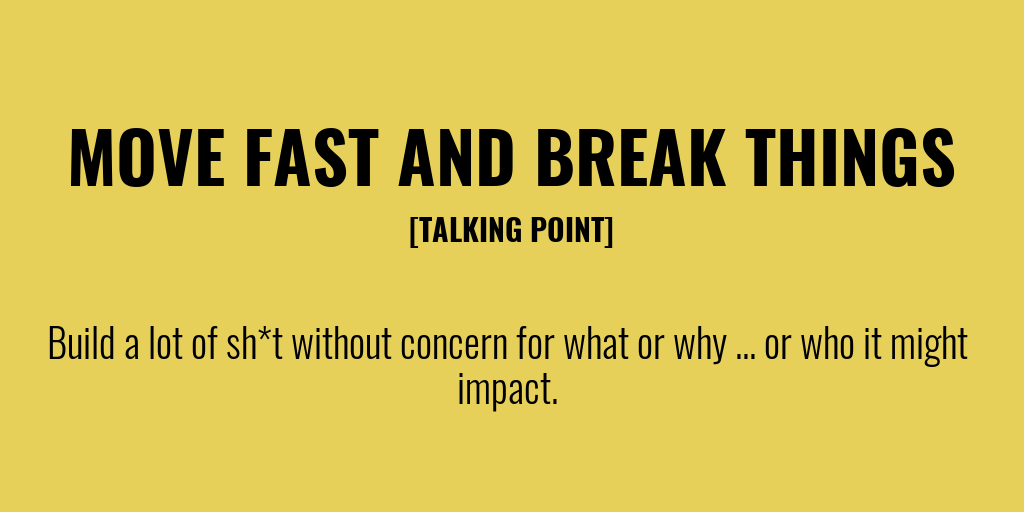 MOVE FAST AND BREAK THINGS
[TALKING POINT]
Build a lot of sh*t without concern for what or why ... or who it might
impact.